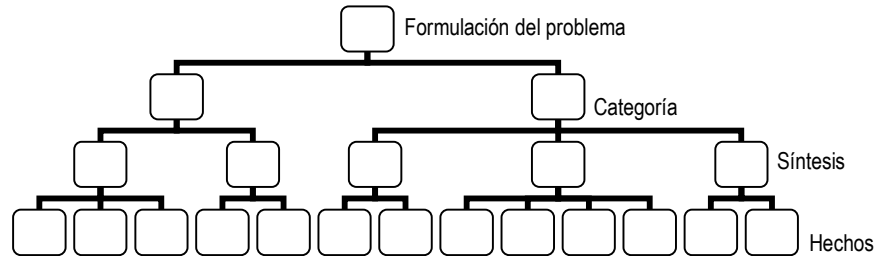 Formulación del problema
Categoría
Síntesis
Hechos